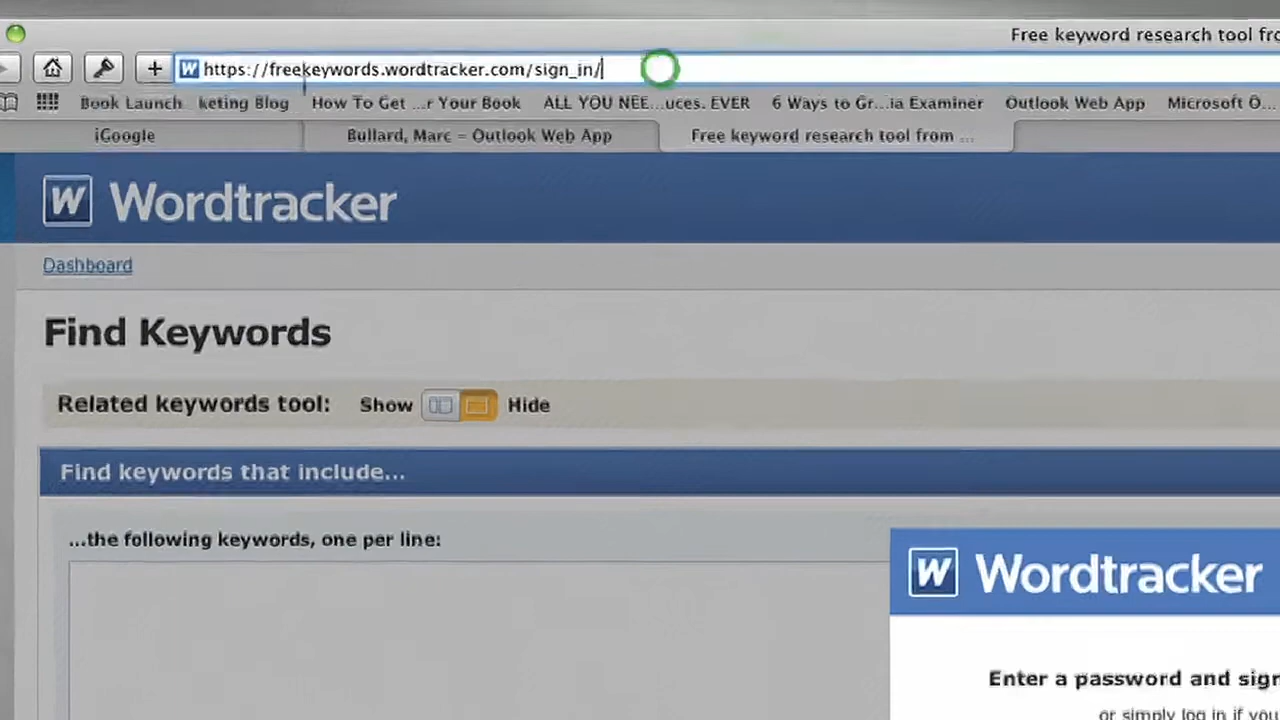 Free keyword research tool fro
https://freekeywords.wordtracker.com/sign_in/
Book Launch keting Blog How To Get ...r Your Book ALL YOU NEE...uces. EVER 6 Ways to Gr...ia Examiner Outlook Web App Microsoft O...
iGoogle Bullard, Marc – Outlook Web App Free keyword research tool from ...
W Wordtracker
Dashboard
Find Keywords
Related keywords tool: Show Hide
Find keywords that include...
...the following keywords, one per line:
W Wordtracker
Enter a password and sign
or simply log in if you